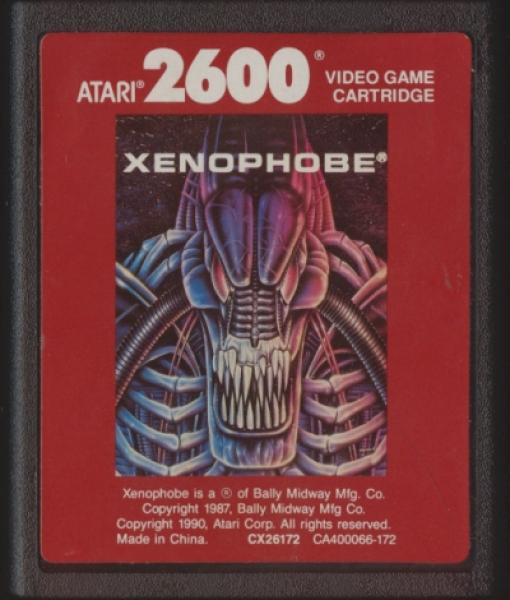 ATARI® 2600® VIDEO GAME
CARTRIDGE
XENOPHOBE®
Xenophobe is a ® of Bally Midway Mfg. Co.
Copyright 1987, Bally Midway Mfg. Co.
Copyright 1990, Atari Corp. All rights reserved.
Made in China. CX26172 CA400066-172